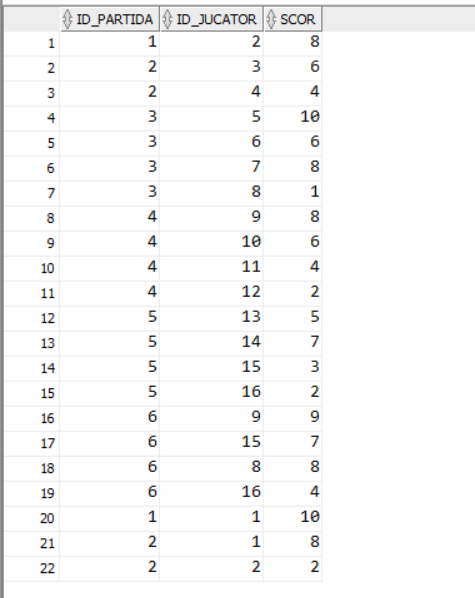 ID_PARTIDA ID_JUCATOR SCOR
1 1 2 8
2 2 3 6
3 2 4 4
4 3 5 10
5 3 6 6
6 3 7 8
7 3 8 1
8 4 9 8
9 4 10 6
10 4 11 4
11 4 12 2
12 5 13 5
13 5 14 7
14 5 15 3
15 5 16 2
16 6 9 9
17 6 15 7
18 6 8 8
19 6 16 4
20 1 1 10
21 2 1 8
22 2 2 2